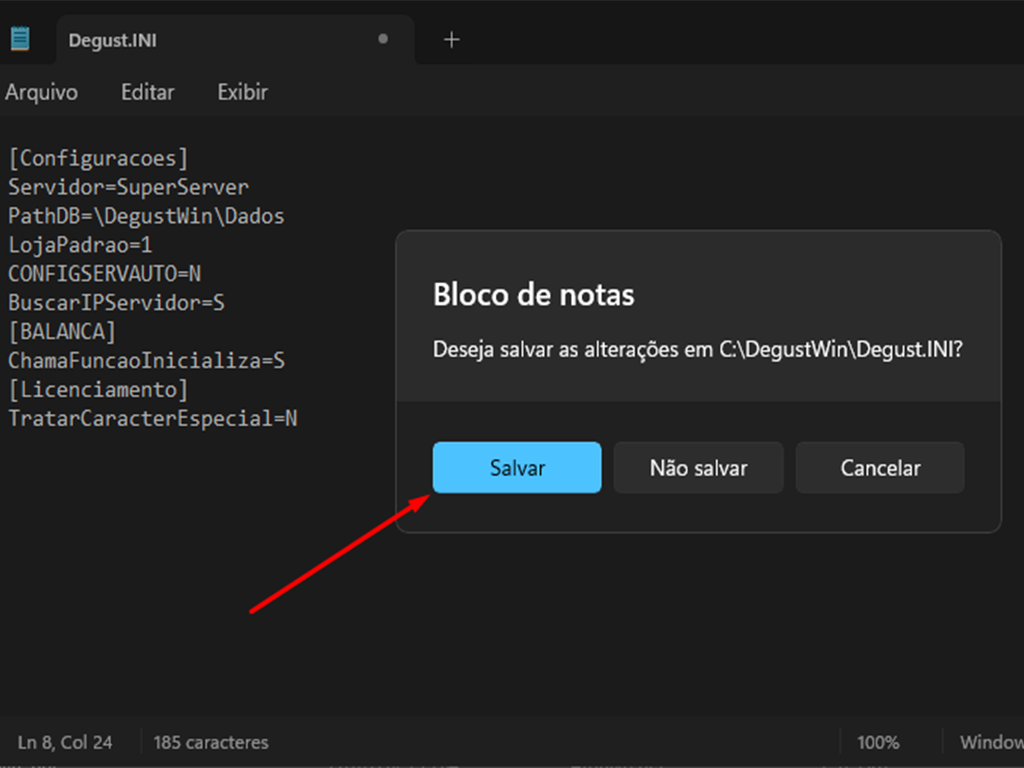 Degust.INI
Arquivo Editar Exibir
[Configuracoes]
Servidor=SuperServer
PathDB=\DegustWin\Dados
LojaPadrao=1
CONFIGSERVAUTO=N
BuscarIPServidor=S
[BALANCA]
ChamaFuncaoInicializa=S
[Licenciamento]
TratarCaracterEspecial=N
Bloco de notas
Deseja salvar as alterações em C:\DegustWin\Degust.INI?
Salvar Não salvar Cancelar
Ln 8, Col 24 185 caracteres 100% Window